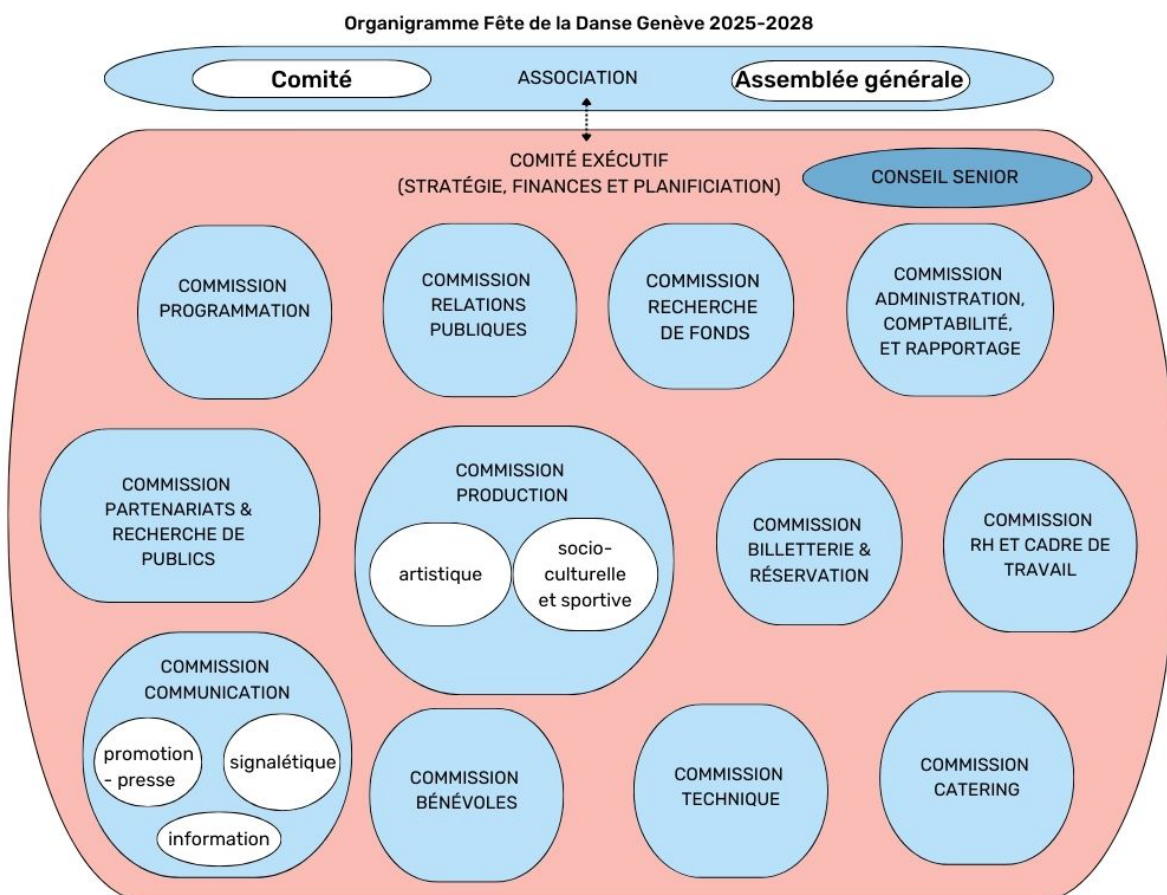 Organigramme Fête de la Danse Genève 2025-2028
Comité
ASSOCIATION
Assemblée générale
COMITÉ EXÉCUTIF
(STRATÉGIE, FINANCES ET PLANIFICIATION)
CONSEIL SENIOR
COMMISSION
PROGRAMMATION
COMMISSION
RELATIONS
PUBLIQUES
COMMISSION
RECHERCHE
DE FONDS
COMMISSION
ADMINISTRATION,
COMPTABILITÉ,
ET RAPPORTAGE
COMMISSION
PARTENARIATS &
RECHERCHE DE
PUBLICS
COMMISSION
PRODUCTION
artistique
socio-
culturelle
et sportive
COMMISSION
BILLETTERIE &
RÉSERVATION
COMMISSION
RH ET CADRE DE
TRAVAIL
COMMISSION
COMMUNICATION
promotion
- presse
signalétique
information
COMMISSION
BÉNÉVOLES
COMMISSION
TECHNIQUE
COMMISSION
CATERING